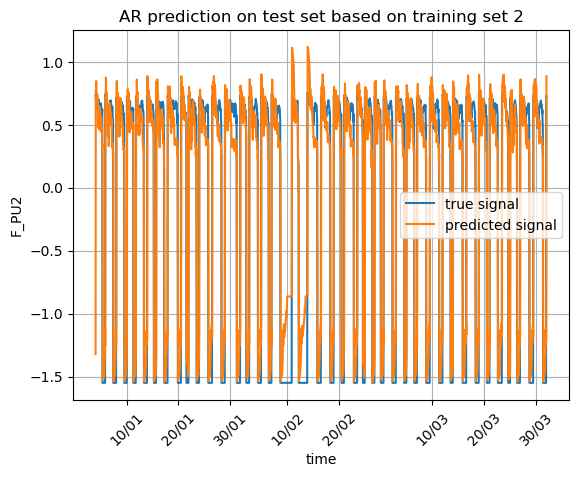 AR prediction on test set based on training set 2
1.0
0.5
0.0
−0.5
−1.0
−1.5
F_PU2
true signal
predicted signal
10/01
20/01
30/01
10/02
20/02
10/03
20/03
30/03
time